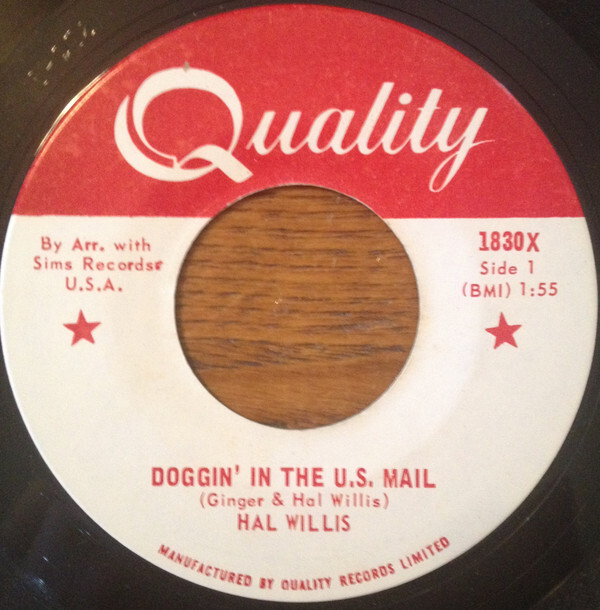 Quality
By Arr. with
Sims Records
U.S.A.
1830X
Side 1
(BMI) 1:55
DOGGIN' IN THE U.S. MAIL
(Ginger & Hal Willis)
HAL WILLIS
MANUFACTURED BY QUALITY RECORDS LIMITED